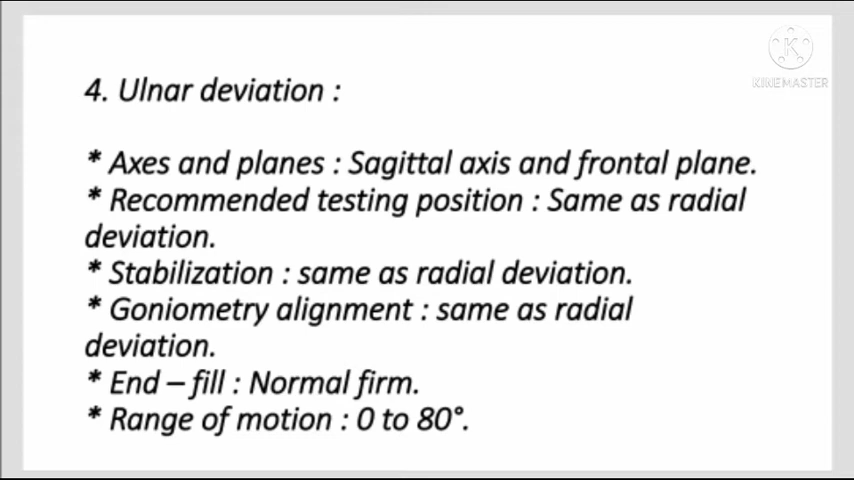 KINEMASTER
4. Ulnar deviation :
* Axes and planes : Sagittal axis and frontal plane.
* Recommended testing position : Same as radial
deviation.
* Stabilization : same as radial deviation.
* Goniometry alignment : same as radial
deviation.
* End – fill : Normal firm.
* Range of motion : 0 to 80°.